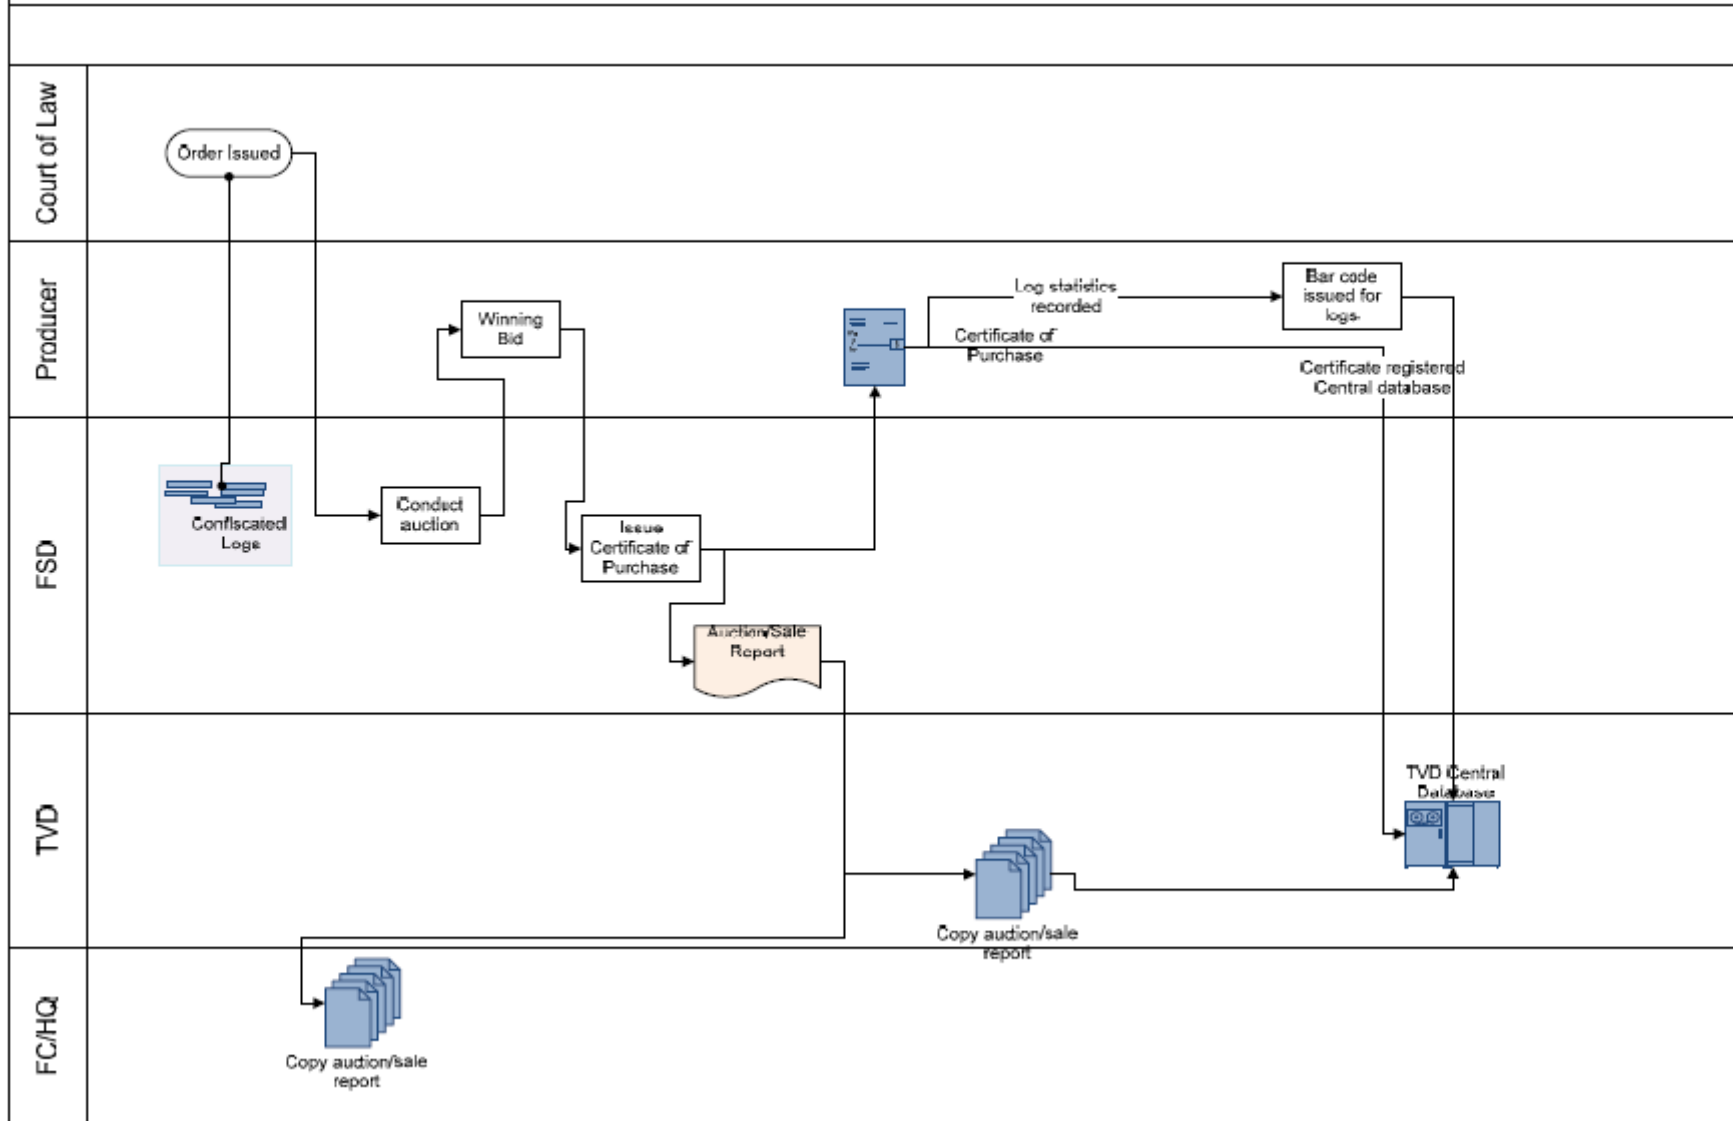 Court of Law
Order Issued
Producer
Winning
Bid
Log statistics
recorded
Bar code
issued for
logs
Certificate of
Purchase
Certificate registered
Central database
FSD
Confiscated
Logs
Conduct
auction
Issue
Certificate of
Purchase
Auction/Sale
Report
TVD
TVD Central
Database
Copy auction/sale
report
FC/HQ
Copy auction/sale
report